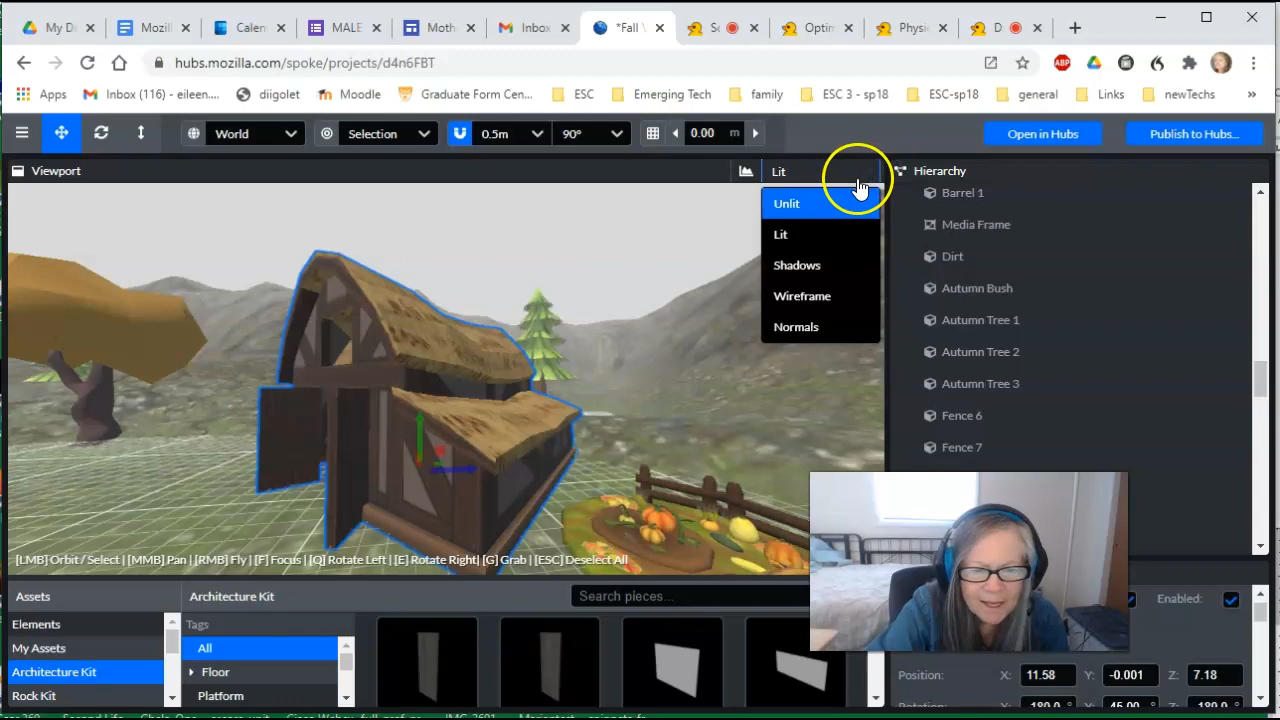 My D
Mozill
Calen
MALE
Moth
Inbox
*Fall \
Sc
Optin
Physi
D
hubs.mozilla.com/spoke/projects/d4n6FBT
ABP
Apps
Inbox (116) - eileen....
diigolet
Moodle
Graduate Form Cen...
ESC
Emerging Tech
family
ESC 3 - sp18
ESC-sp18
general
Links
newTechs
»
World
Selection
0.5m
90°
0.00 m
Open in Hubs
Publish to Hubs...
Viewport
Lit
Hierarchy
Unlit
Lit
Shadows
Wireframe
Normals
Barrel 1
Media Frame
Dirt
Autumn Bush
Autumn Tree 1
Autumn Tree 2
Autumn Tree 3
Fence 6
Fence 7
[LMB] Orbit / Select | [MMB] Pan | [RMB] Fly | [F] Focus | [Q] Rotate Left | [E] Rotate Right| [G] Grab | [ESC] Deselect All
Assets
Architecture Kit
Search pieces...
Elements
My Assets
Architecture Kit
Rock Kit
Tags
All
Floor
Platform
Enabled:
Position
X: 11.58 Y: -0.001 Z: 7.18